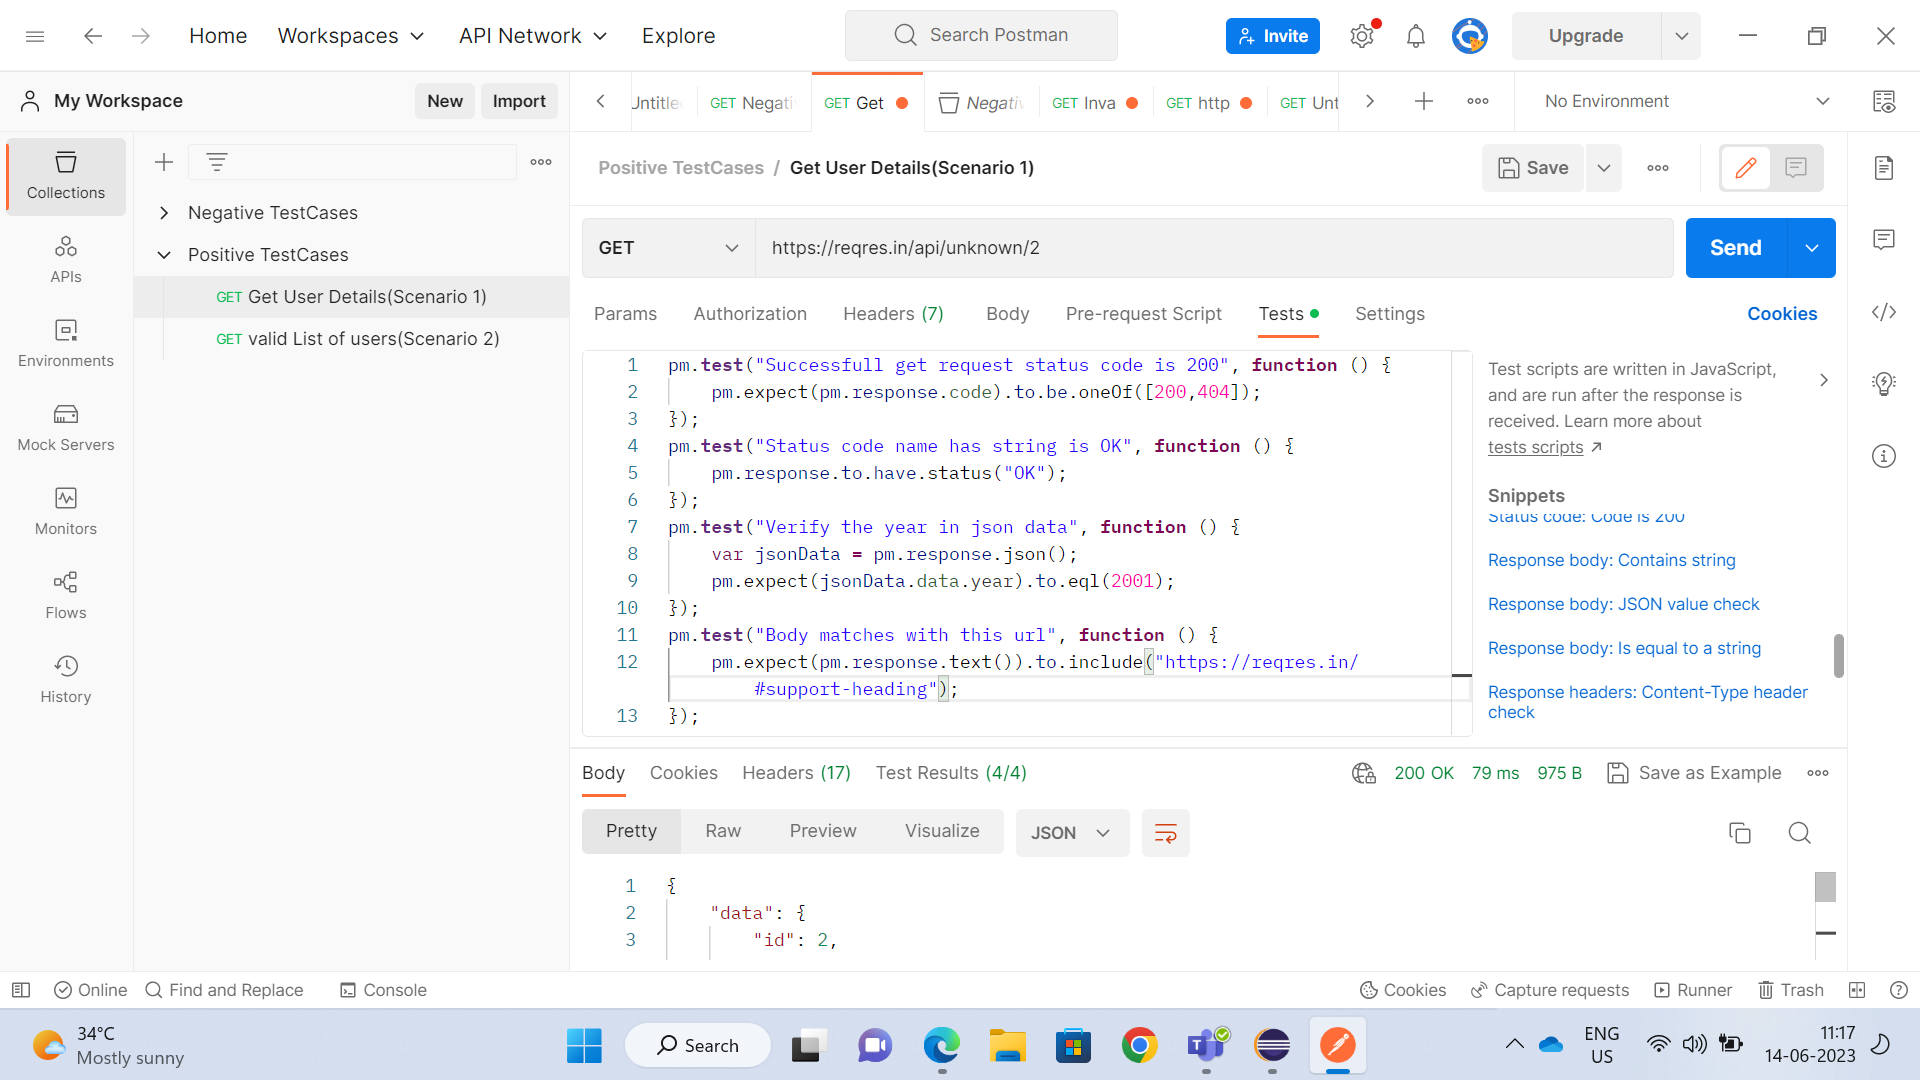 Home
Workspaces
API Network
Explore
Search Postman
Invite
Upgrade
My Workspace
New
Import
GET Negati
GET Get
Negativ
GET Inva
GET http
GET Unt
No Environment
Collections
APIs
Environments
Mock Servers
Monitors
Flows
History
Negative TestCases
Positive TestCases
GET Get User Details(Scenario 1)
GET valid List of users(Scenario 2)
Positive TestCases / Get User Details(Scenario 1)
Save
GET
https://reqres.in/api/unknown/2
Send
Params
Authorization
Headers (7)
Body
Pre-request Script
Tests
Settings
Cookies
1 pm.test("Successfull get request status code is 200", function () {
2 pm.expect(pm.response.code).to.be.oneOf([200,404]);
3 });
4 pm.test("Status code name has string is OK", function () {
5 pm.response.to.have.status("OK");
6 });
7 pm.test("Verify the year in json data", function () {
8 var jsonData = pm.response.json();
9 pm.expect(jsonData.data.year).to.eql(2001);
10 });
11 pm.test("Body matches with this url", function () {
12 pm.expect(pm.response.text()).to.include("https://reqres.in/
#support-heading");
13 });
Test scripts are written in JavaScript,
and are run after the response is
received. Learn more about
tests scripts
Snippets
Status code: Code is 200
Response body: Contains string
Response body: JSON value check
Response body: Is equal to a string
Response headers: Content-Type header
check
Body
Cookies
Headers (17)
Test Results (4/4)
200 OK
79 ms
975 B
Save as Example
Pretty
Raw
Preview
Visualize
JSON
1 {
2 "data": {
3 "id": 2,
Online
Find and Replace
Console
Cookies
Capture requests
Runner
Trash
34°C
Mostly sunny
Search
ENG
US
11:17
14-06-2023